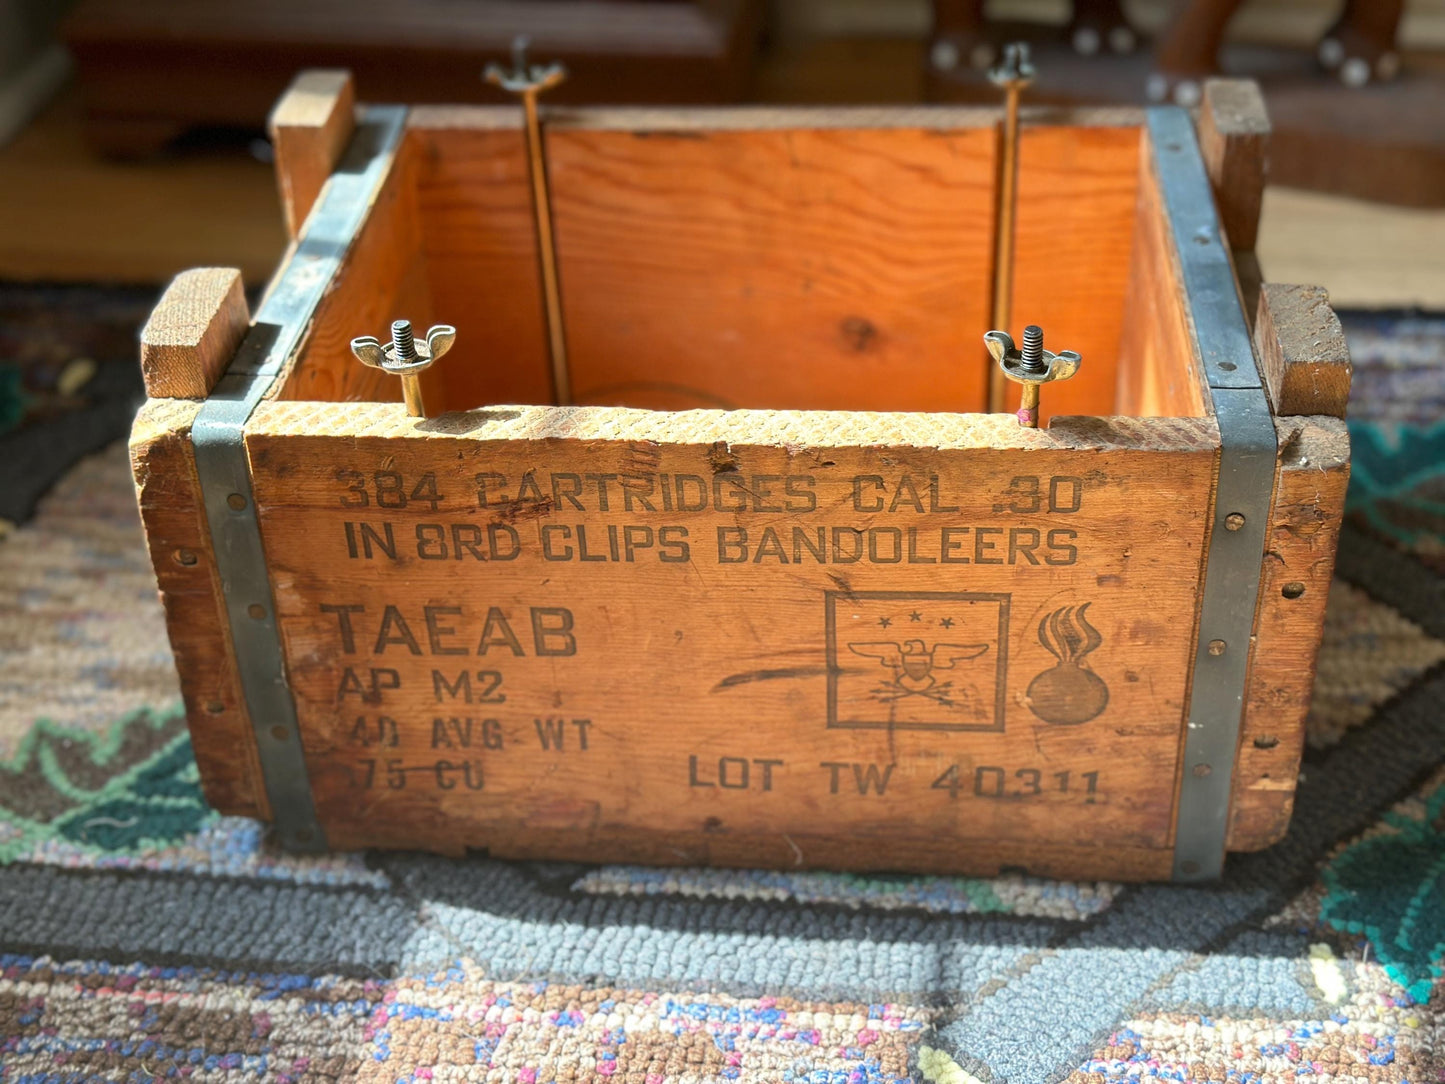 384 CARTRIDGES CAL .30
IN 8RD CLIPS BANDOLEERS
TAEAB
AP M2
40 AVG WT
.75 CU
LOT TW 40311